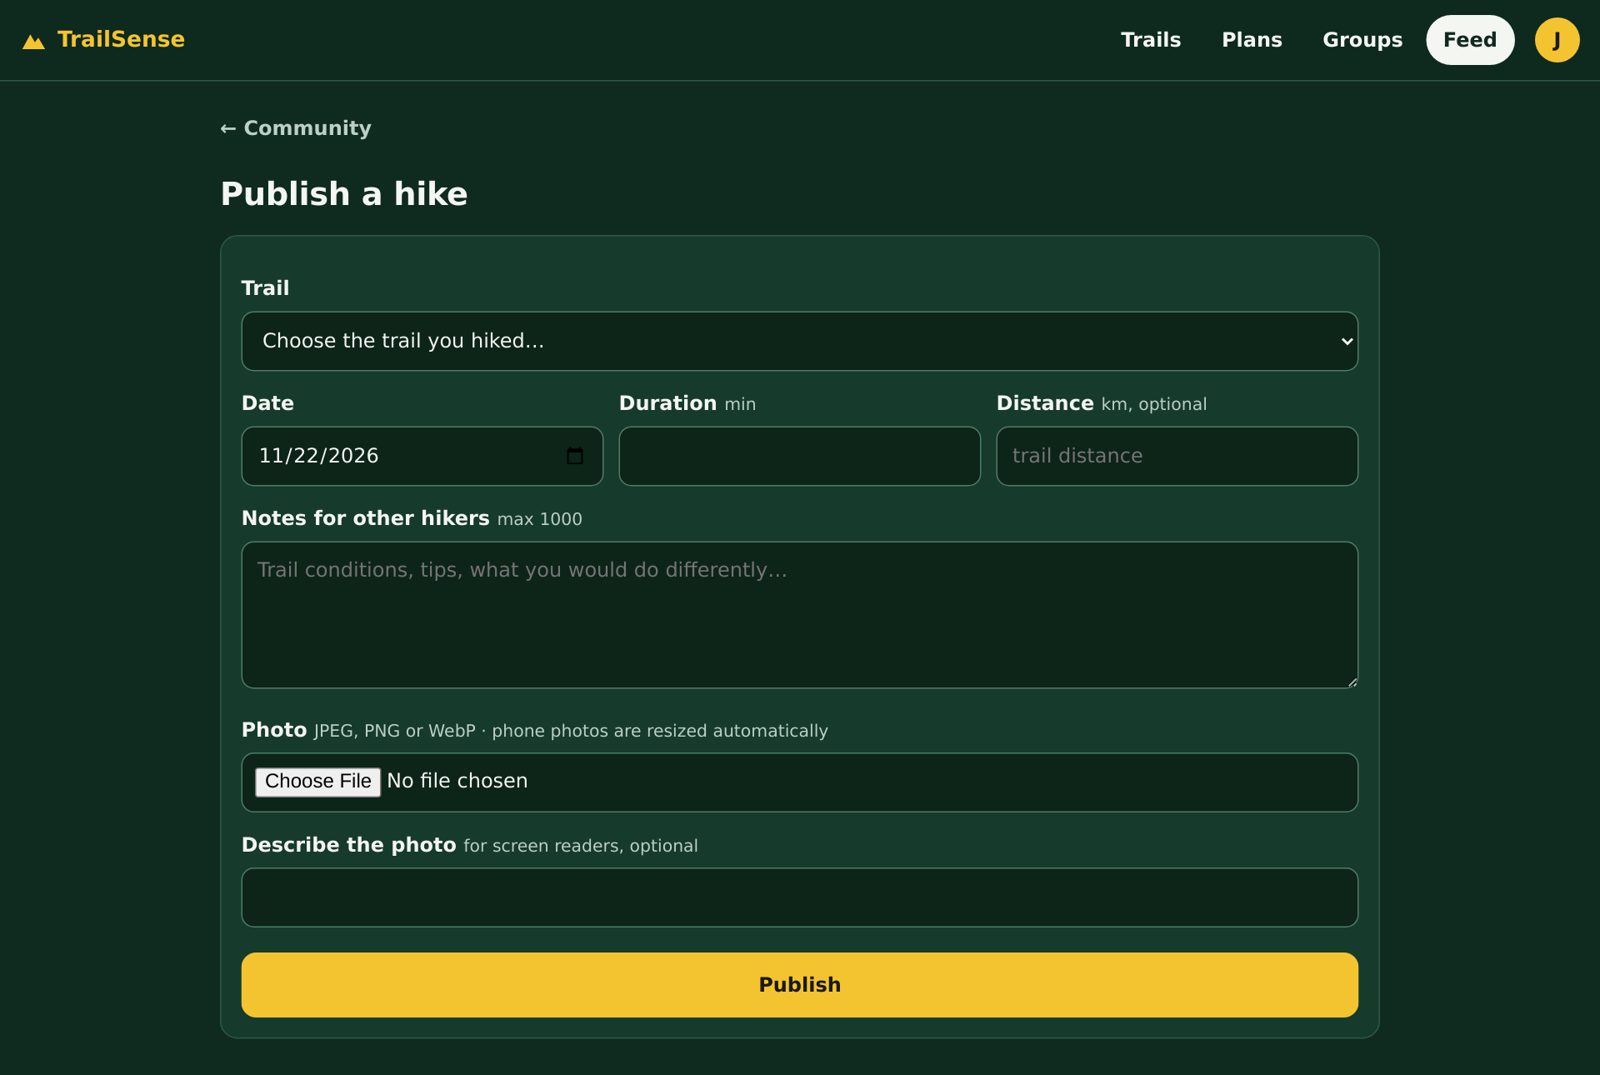 TrailSense Trails Plans Groups Feed J
← Community
Publish a hike
Trail
Choose the trail you hiked...
Date Duration min Distance km, optional
11/22/2026 trail distance
Notes for other hikers max 1000
Trail conditions, tips, what you would do differently...
Photo JPEG, PNG or WebP · phone photos are resized automatically
Choose File No file chosen
Describe the photo for screen readers, optional
Publish